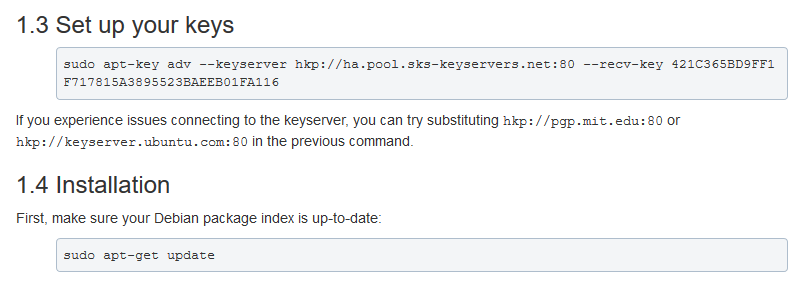 1.3 Set up your keys
sudo apt-key adv --keyserver hkp://ha.pool.sks-keyservers.net:80 --recv-key 421C365BD9FF1
F717815A3895523BAEEB01FA116
If you experience issues connecting to the keyserver, you can try substituting hkp://pgp.mit.edu:80 or
hkp://keyserver.ubuntu.com:80 in the previous command.
1.4 Installation
First, make sure your Debian package index is up-to-date:
sudo apt-get update